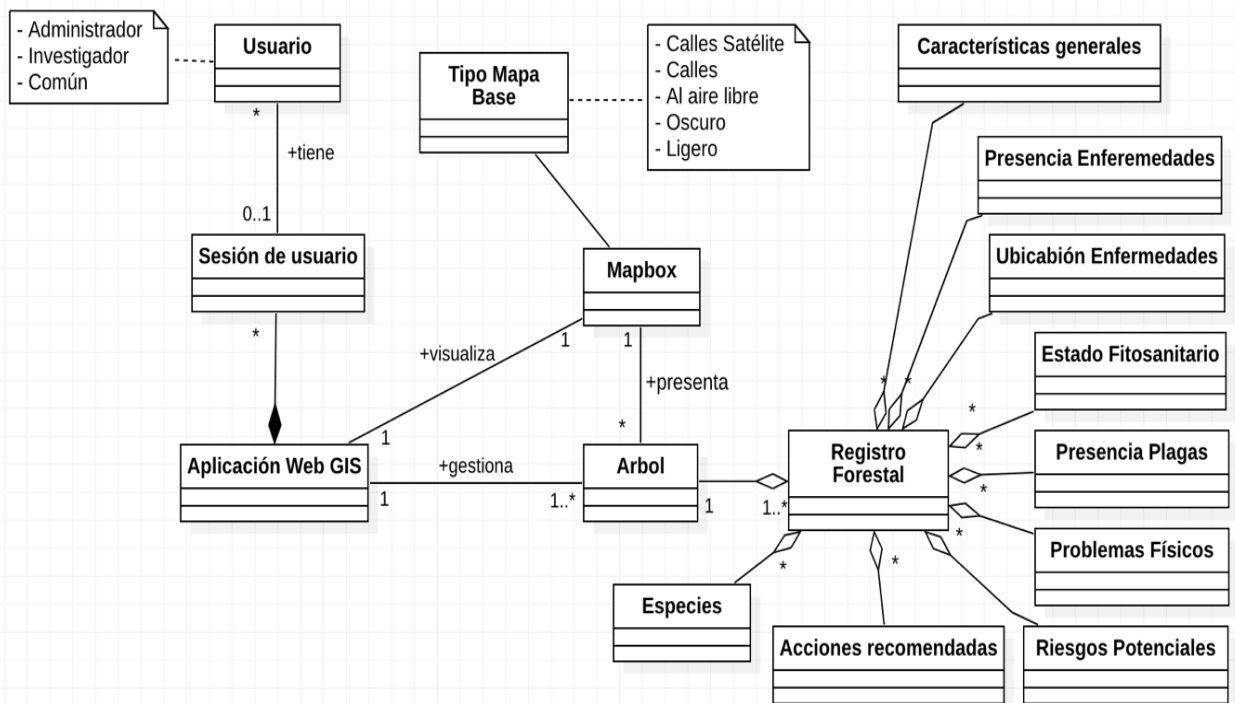 - Administrador
- Investigador
- Común
Usuario
*
+tiene
0..1
Sesión de usuario
*
Tipo Mapa
Base
- Calles Satélite
- Calles
- Al aire libre
- Oscuro
- Ligero
Mapbox
+visualiza
1
1
1
+presenta
*
Aplicación Web GIS
+gestiona
1
1..*
Arbol
1
1..*
Registro
Forestal
Características generales
*
Presencia Enferemedades
*
Ubicabión Enfermedades
Estado Fitosanitario
*
*
Presencia Plagas
*
Problemas Físicos
*
Especies
*
Acciones recomendadas
*
Riesgos Potenciales